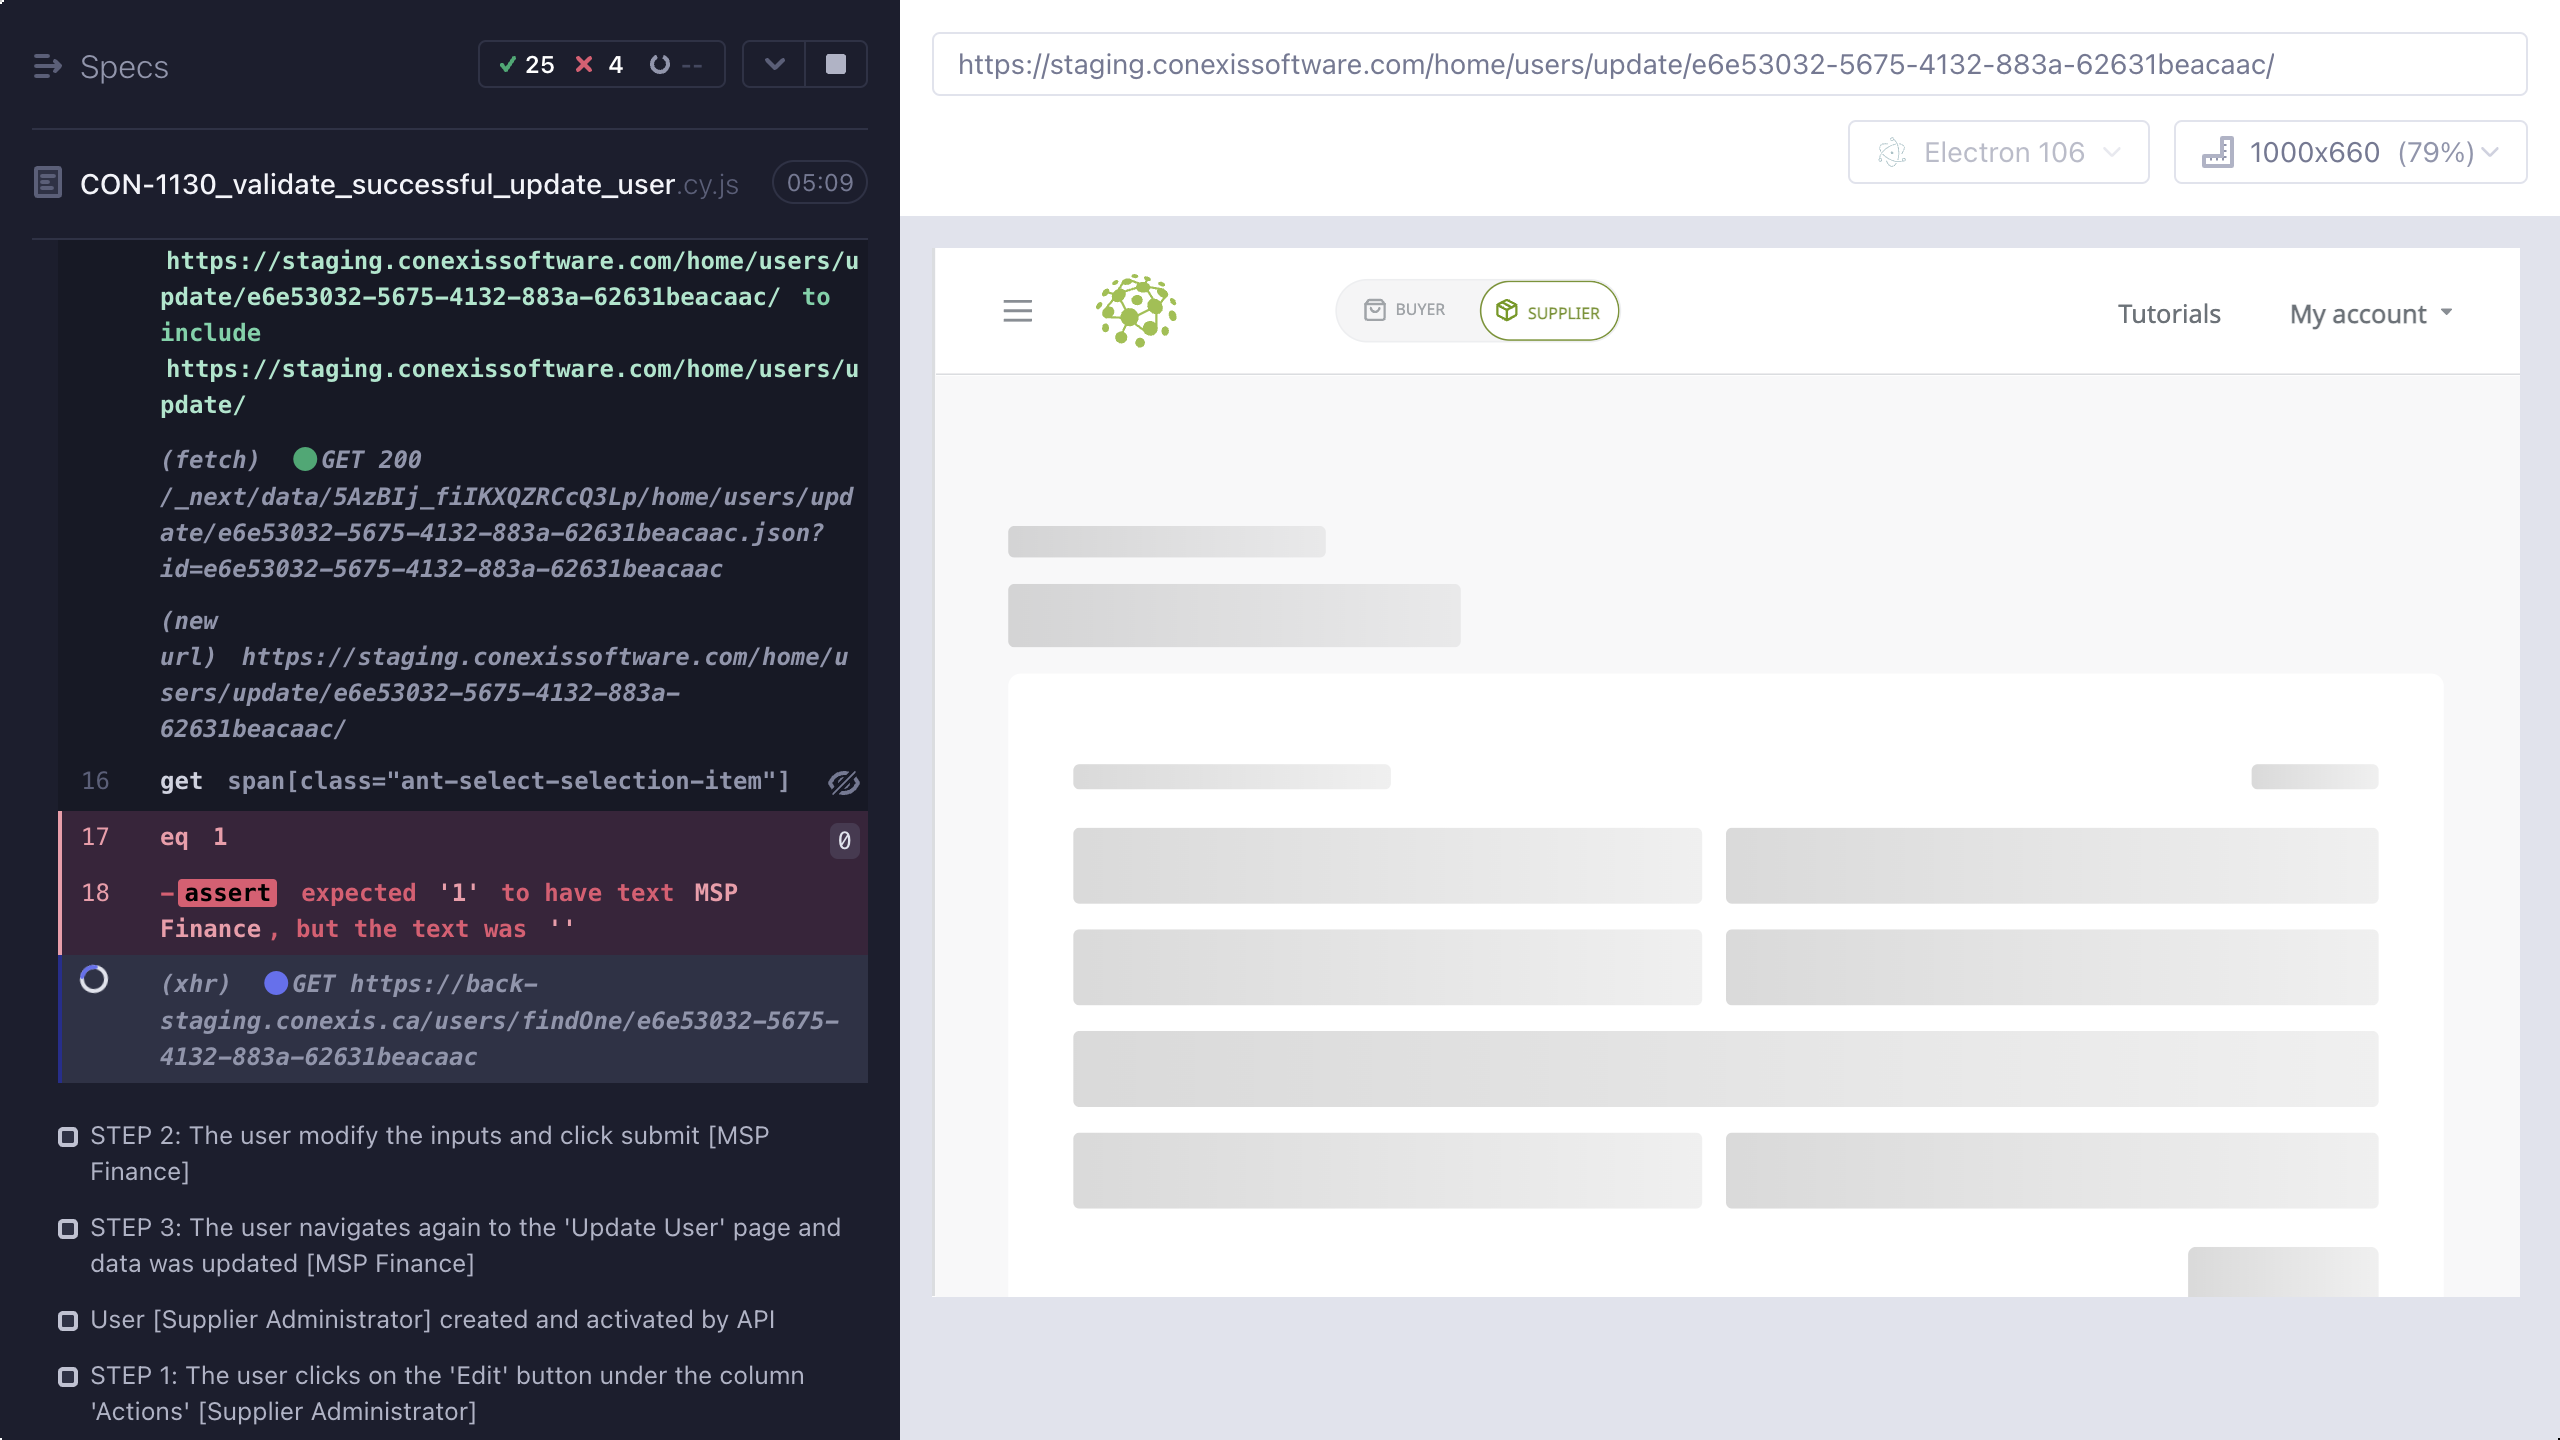 Specs
25 4 --
CON-1130_validate_successful_update_user.cy.js 05:09
https://staging.conexissoftware.com/home/users/u
pdate/e6e53032-5675-4132-883a-62631beacaac/ to
include
https://staging.conexissoftware.com/home/users/u
pdate/
(fetch) GET 200
/_next/data/5AzBIj_fiIKXQZRCcQ3Lp/home/users/upd
ate/e6e53032-5675-4132-883a-62631beacaac.json?
id=e6e53032-5675-4132-883a-62631beacaac
(new
url) https://staging.conexissoftware.com/home/u
sers/update/e6e53032-5675-4132-883a-
62631beacaac/
16 get span[class="ant-select-selection-item"]
17 eq 1 0
18 -assert expected '1' to have text MSP
Finance, but the text was ''
(xhr) GET https://back-
staging.conexis.ca/users/findOne/e6e53032-5675-
4132-883a-62631beacaac
STEP 2: The user modify the inputs and click submit [MSP
Finance]
STEP 3: The user navigates again to the 'Update User' page and
data was updated [MSP Finance]
User [Supplier Administrator] created and activated by API
STEP 1: The user clicks on the 'Edit' button under the column
'Actions' [Supplier Administrator]
https://staging.conexissoftware.com/home/users/update/e6e53032-5675-4132-883a-62631beacaac/
Electron 106
1000x660 (79%)
BUYER
SUPPLIER
Tutorials
My account